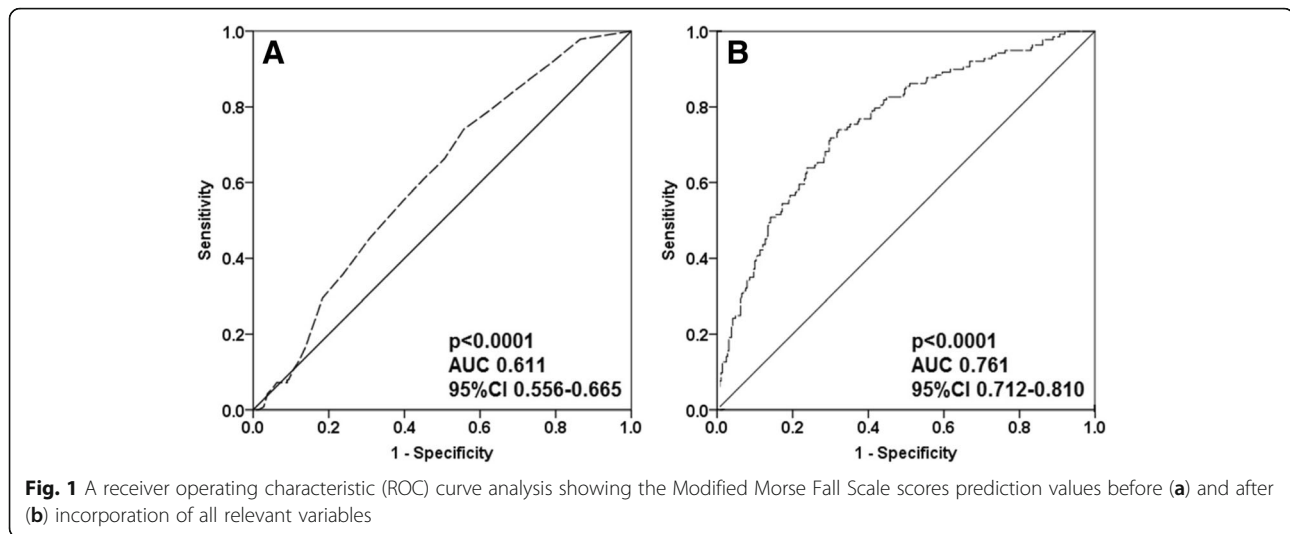 A
1.0
0.8
0.6
0.4
0.2
0.0
Sensitivity
0.0 0.2 0.4 0.6 0.8 1.0
1 - Specificity
p<0.0001
AUC 0.611
95%CI 0.556-0.665
B
1.0
0.8
0.6
0.4
0.2
0.0
Sensitivity
0.0 0.2 0.4 0.6 0.8 1.0
1 - Specificity
p<0.0001
AUC 0.761
95%CI 0.712-0.810
Fig. 1 A receiver operating characteristic (ROC) curve analysis showing the Modified Morse Fall Scale scores prediction values before (a) and after
(b) incorporation of all relevant variables